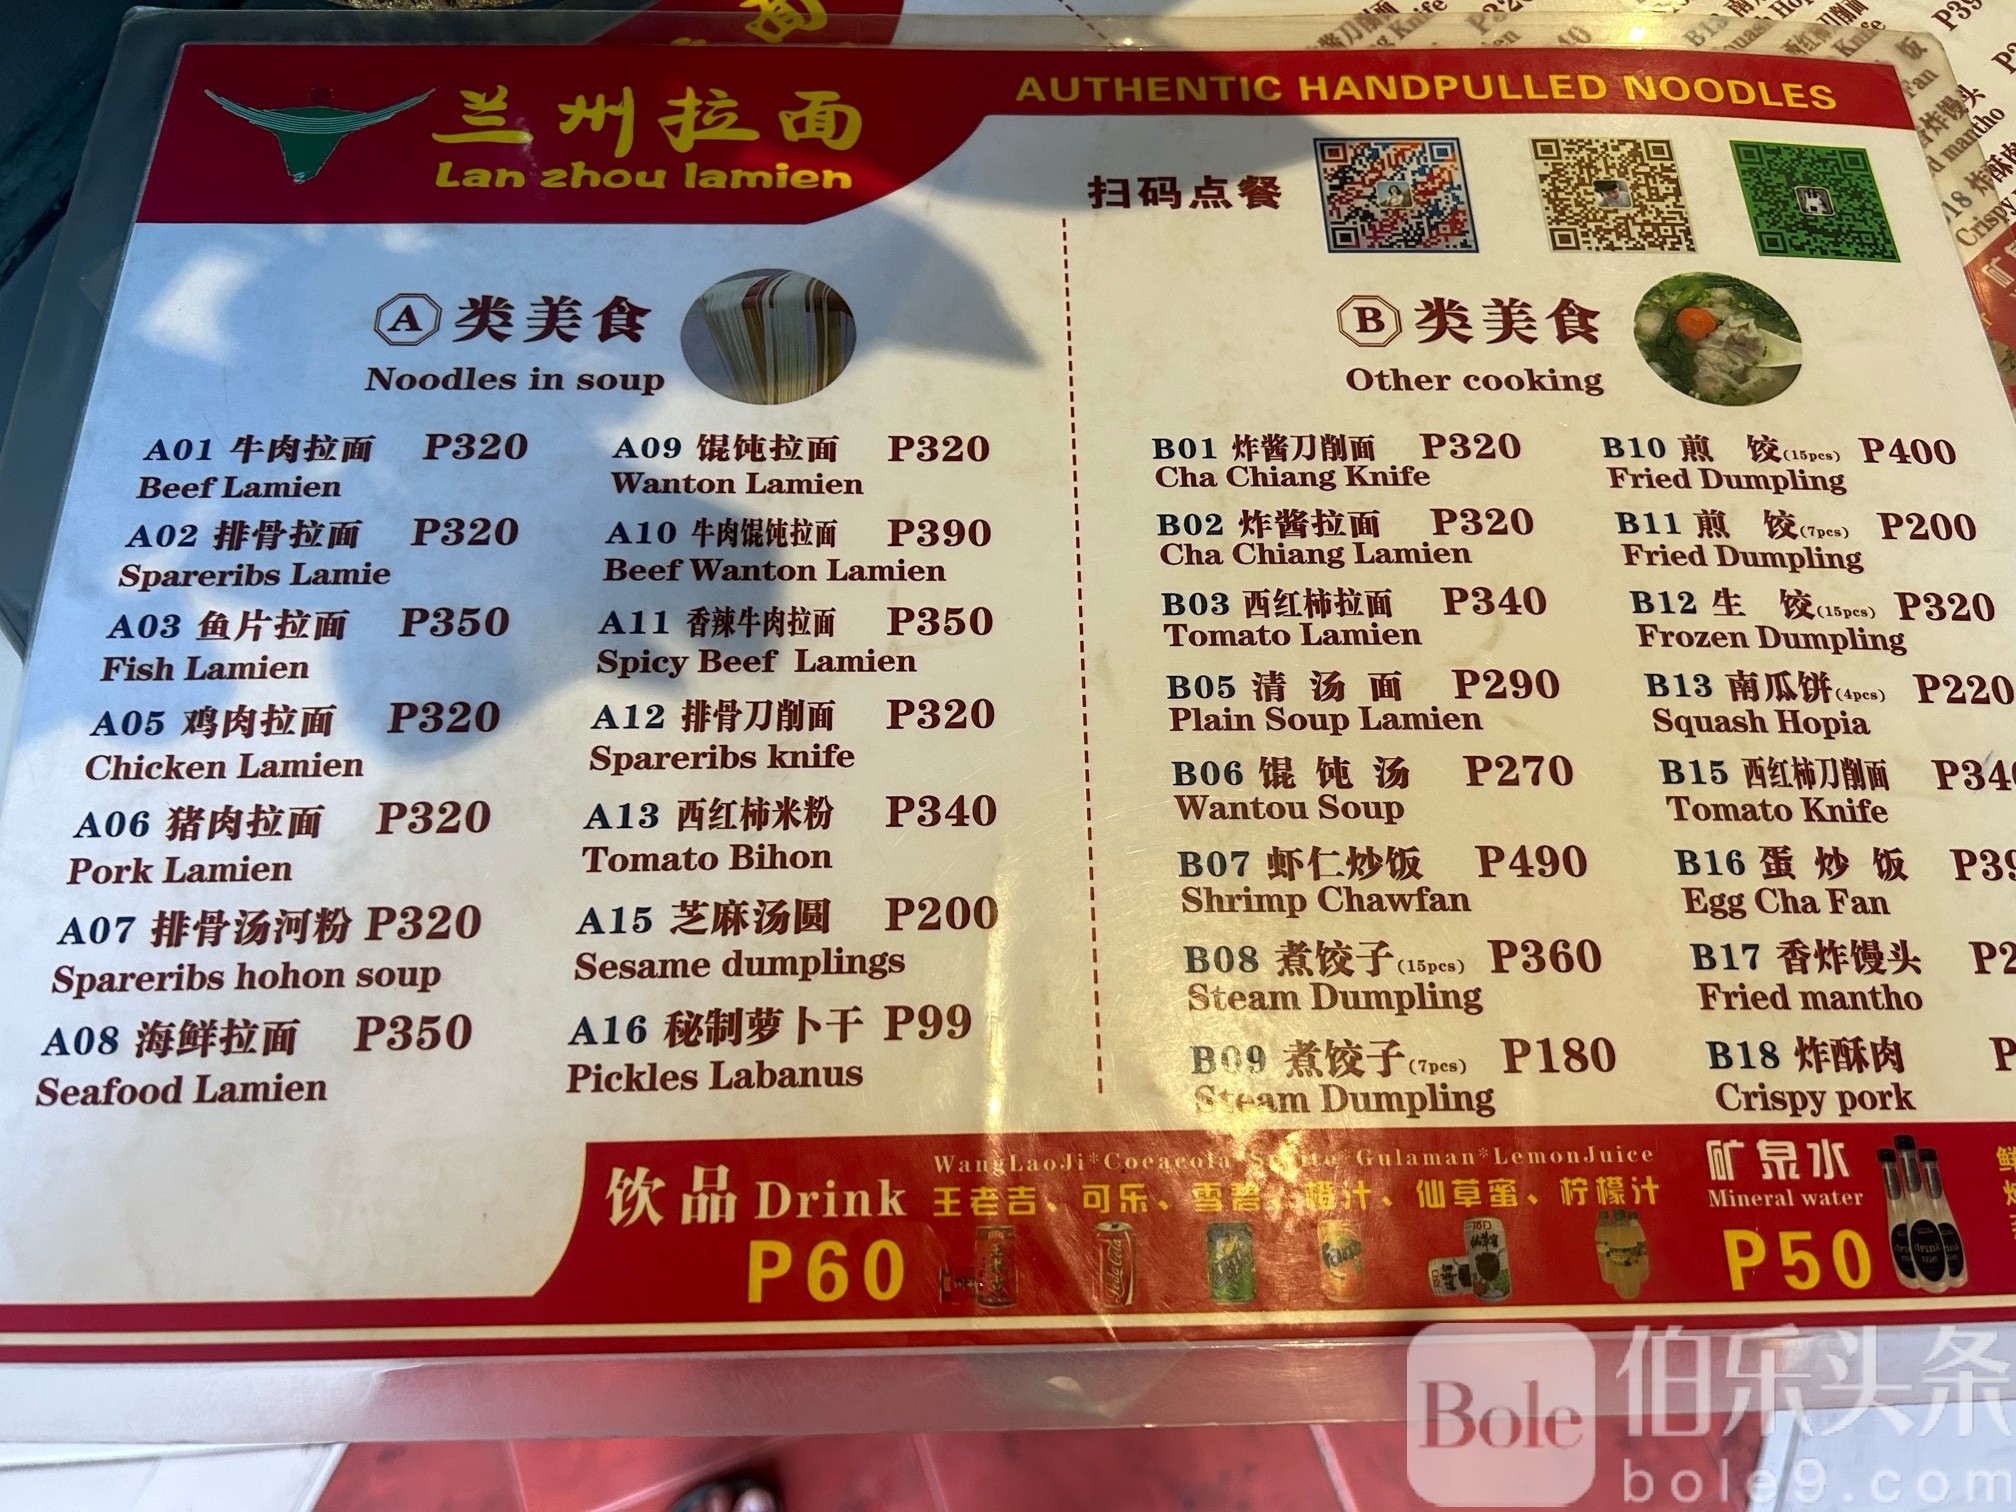 兰州拉面
Lan zhou lamien
AUTHENTIC HANDPULLED NOODLES
扫码点餐
A 类美食
Noodles in soup
A01 牛肉拉面 P320
Beef Lamien
A02 排骨拉面 P320
Spareribs Lamie
A03 鱼片拉面 P350
Fish Lamien
A05 鸡肉拉面 P320
Chicken Lamien
A06 猪肉拉面 P320
Pork Lamien
A07 排骨汤河粉 P320
Spareribs hohon soup
A08 海鲜拉面 P350
Seafood Lamien
A09 馄饨拉面 P320
Wanton Lamien
A10 牛肉馄饨拉面 P390
Beef Wanton Lamien
A11 香辣牛肉拉面 P350
Spicy Beef Lamien
A12 排骨刀削面 P320
Spareribs knife
A13 西红柿米粉 P340
Tomato Bihon
A15 芝麻汤圆 P200
Sesame dumplings
A16 秘制萝卜干 P99
Pickles Labanus
B 类美食
Other cooking
B01 炸酱刀削面 P320
Cha Chiang Knife
B02 炸酱拉面 P320
Cha Chiang Lamien
B03 西红柿拉面 P340
Tomato Lamien
B05 清汤面 P290
Plain Soup Lamien
B06 馄饨汤 P270
Wantou Soup
B07 虾仁炒饭 P490
Shrimp Chawfan
B08 煮饺子(15pcs) P360
Steam Dumpling
B09 煮饺子(7pcs) P180
Steam Dumpling
B10 煎饺(15pcs) P400
Fried Dumpling
B11 煎饺(7pcs) P200
Fried Dumpling
B12 生饺(15pcs) P320
Frozen Dumpling
B13 南瓜饼(4pcs) P220
Squash Hopia
B15 西红柿刀削面 P34
Tomato Knife
B16 蛋炒饭 P39
Egg Cha Fan
B17 香炸馒头 P2
Fried mantho
B18 炸酥肉 P
Crispy pork
饮品 Drink
P60
WangLaoJi*Cocacola*Sprite*Gulaman*LemonJuice
王老吉、可乐、雪碧、橙汁、仙草蜜、柠檬汁
矿泉水
Mineral water
P50
Bole 伯乐头条
bole9.com